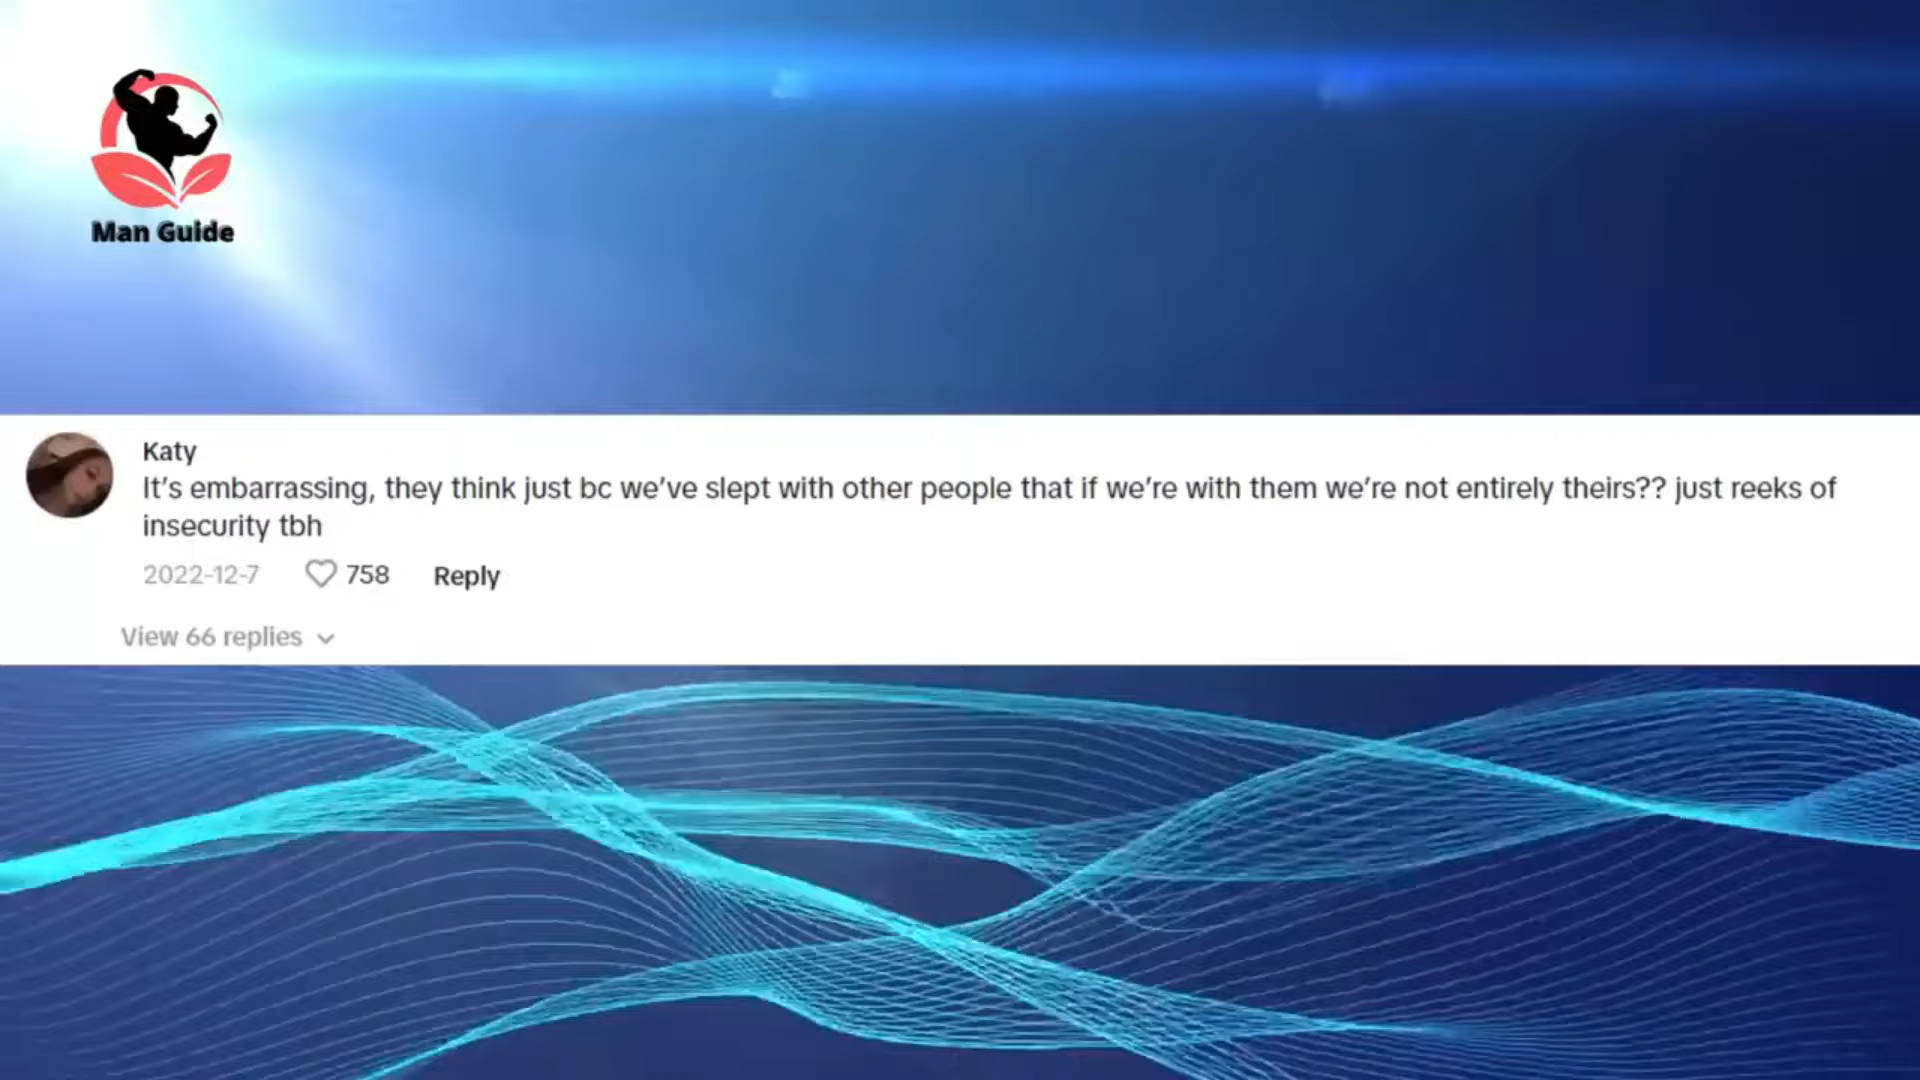 Man Guide
Katy
It’s embarrassing, they think just bc we’ve slept with other people that if we’re with them we’re not entirely theirs?? just reeks of
insecurity tbh
2022-12-7 758 Reply
View 66 replies